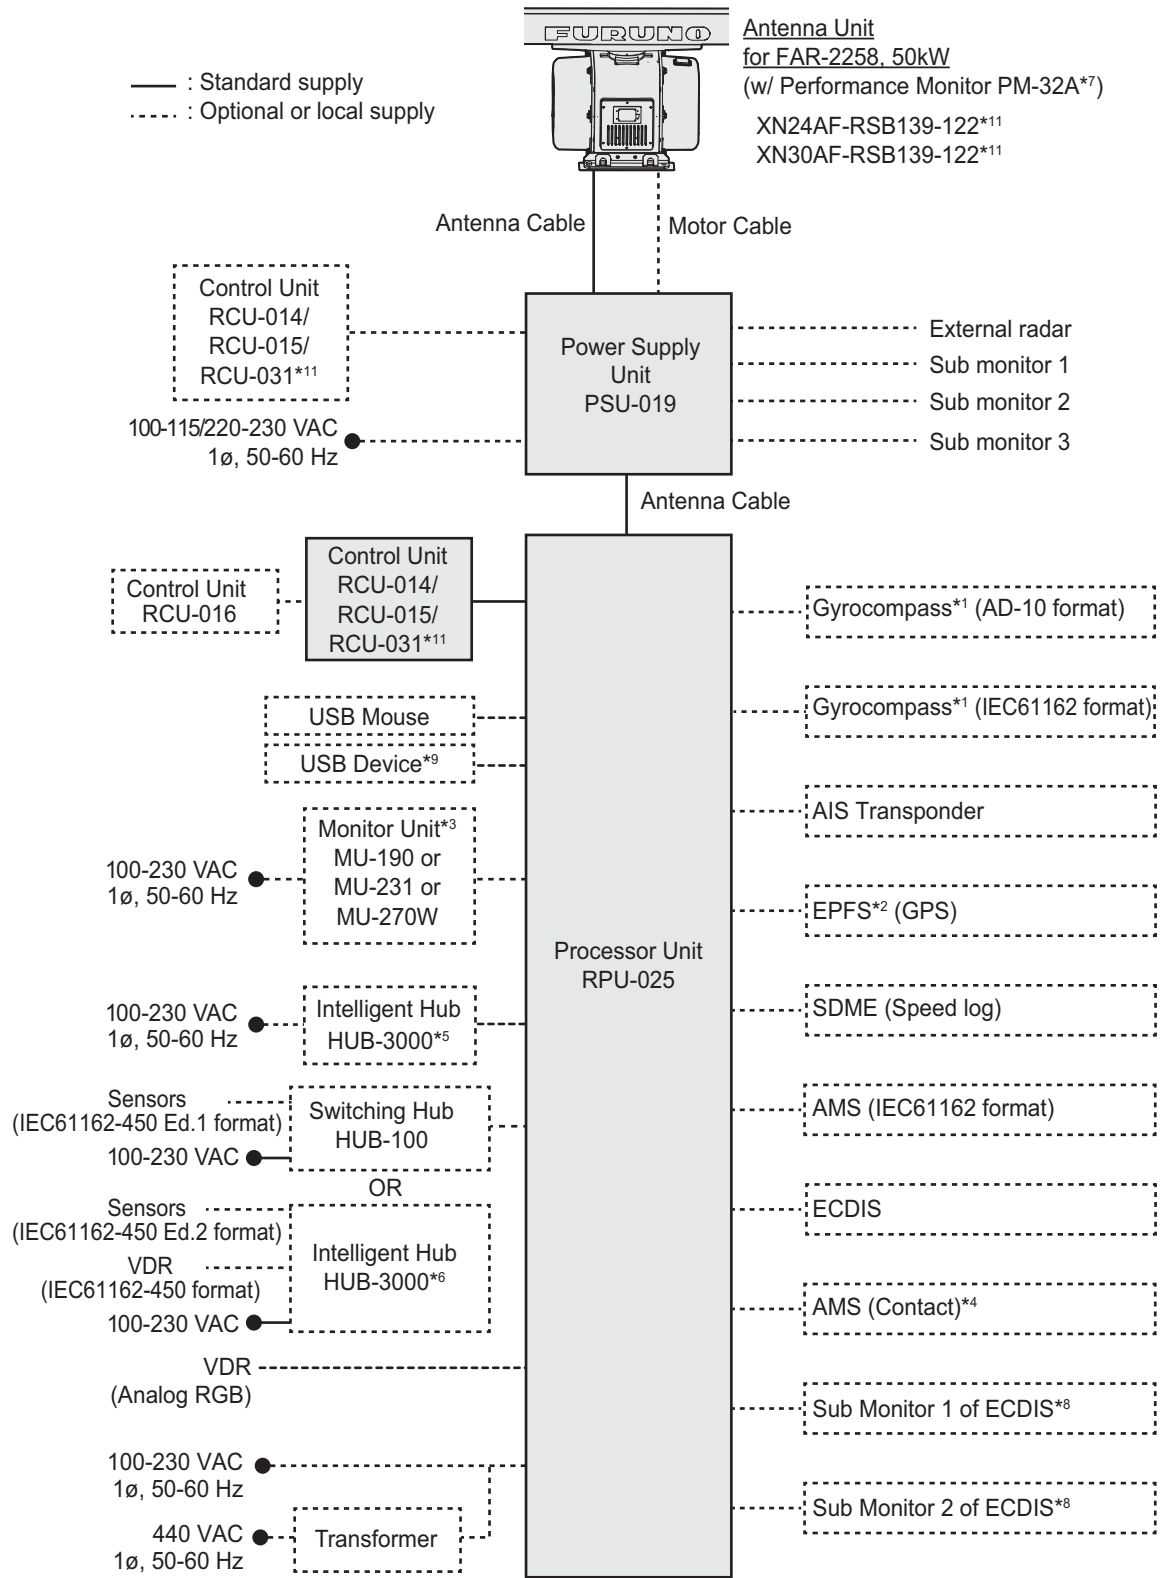 FURUNO
Antenna Unit
for FAR-2258, 50kW
(w/ Performance Monitor PM-32A*7)
XN24AF-RSB139-122*11
XN30AF-RSB139-122*11
: Standard supply
: Optional or local supply
Antenna Cable
Motor Cable
Control Unit
RCU-014/
RCU-015/
RCU-031*11
100-115/220-230 VAC
1ø, 50-60 Hz
Power Supply
Unit
PSU-019
External radar
Sub monitor 1
Sub monitor 2
Sub monitor 3
Antenna Cable
Control Unit
RCU-016
Control Unit
RCU-014/
RCU-015/
RCU-031*11
USB Mouse
USB Device*9
Monitor Unit*3
MU-190 or
MU-231 or
MU-270W
100-230 VAC
1ø, 50-60 Hz
Intelligent Hub
HUB-3000*5
100-230 VAC
1ø, 50-60 Hz
Sensors
(IEC61162-450 Ed.1 format)
100-230 VAC
Switching Hub
HUB-100
OR
Sensors
(IEC61162-450 Ed.2 format)
VDR
(IEC61162-450 format)
100-230 VAC
Intelligent Hub
HUB-3000*6
VDR
(Analog RGB)
100-230 VAC
1ø, 50-60 Hz
440 VAC
1ø, 50-60 Hz
Transformer
Processor Unit
RPU-025
Gyrocompass*1 (AD-10 format)
Gyrocompass*1 (IEC61162 format)
AIS Transponder
EPFS*2 (GPS)
SDME (Speed log)
AMS (IEC61162 format)
ECDIS
AMS (Contact)*4
Sub Monitor 1 of ECDIS*8
Sub Monitor 2 of ECDIS*8